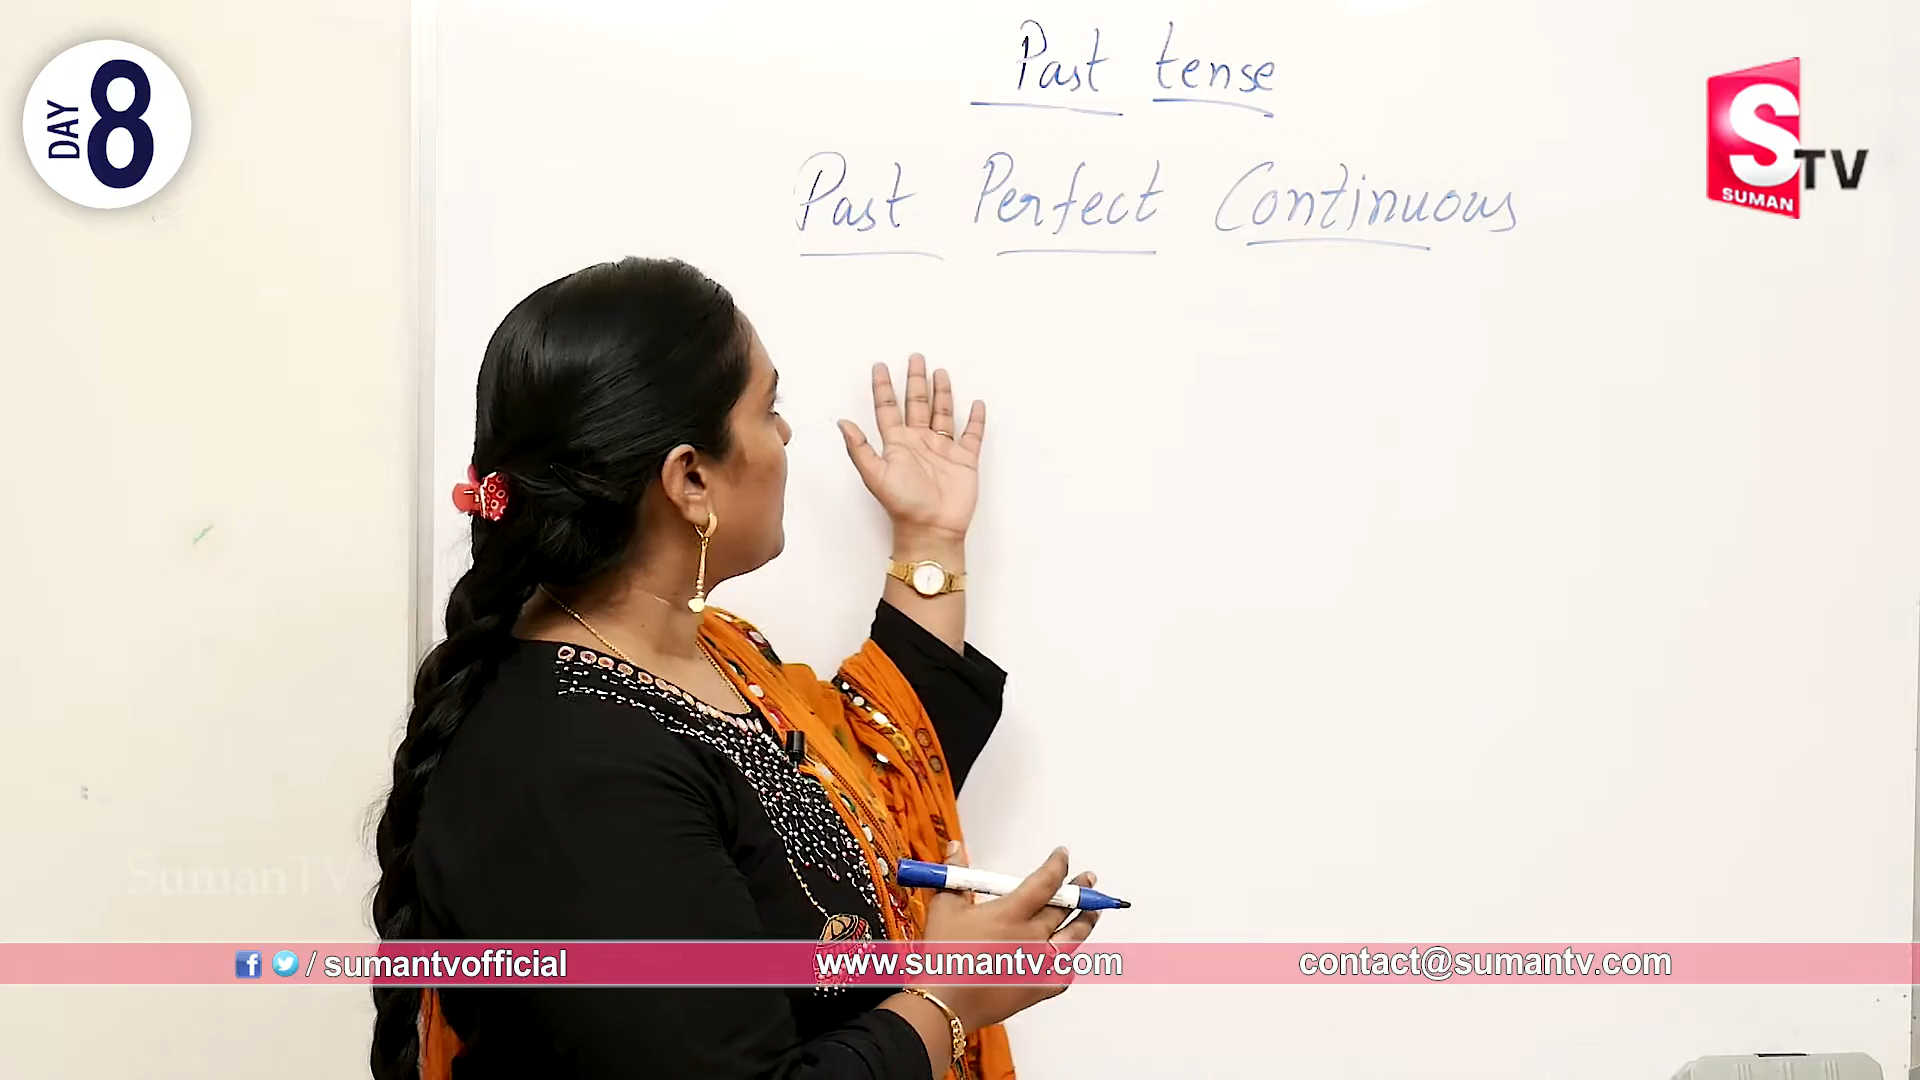 DAY 8
Past tense
S TV
SUMAN
Past Perfect Continuous
SumanTV
/ sumantvofficial
www.sumantv.com
contact@sumantv.com